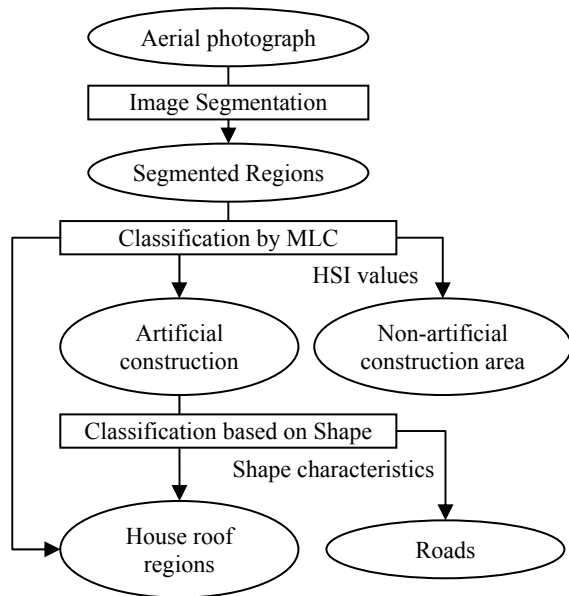 Aerial photograph
Image Segmentation
Segmented Regions
Classification by MLC
HSI values
Artificial
construction
Non-artificial
construction area
Classification based on Shape
Shape characteristics
House roof
regions
Roads